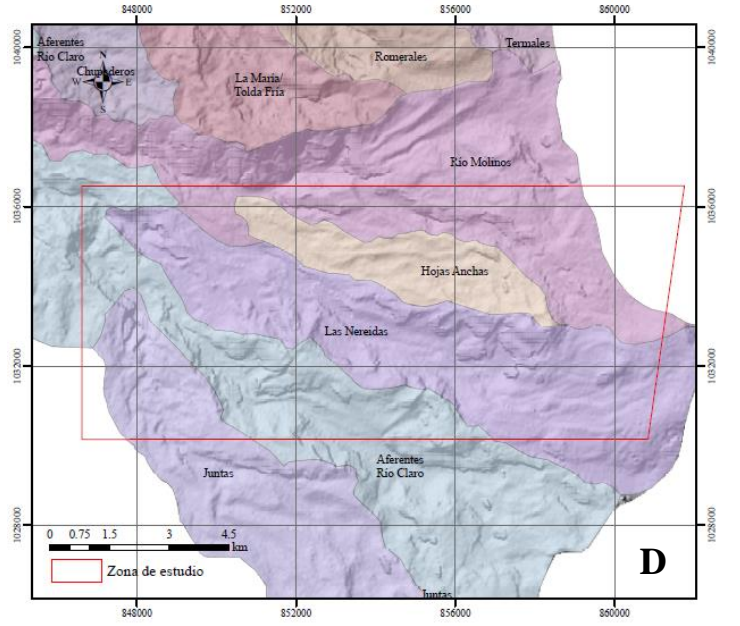 848000
852000
856000
860000
1040000
1040000
Aferentes
Río Claro
N
Chupaderos
W
E
S
La María/
Tolda Fría
Romerales
Termales
Río Molinos
1036000
1036000
Hojas Anchas
Las Nereidas
1032000
1032000
Juntas
Aferentes
Río Claro
1028000
1028000
0 0.75 1.5 3 4.5
km
Zona de estudio
D
Juntas
848000
852000
856000
860000